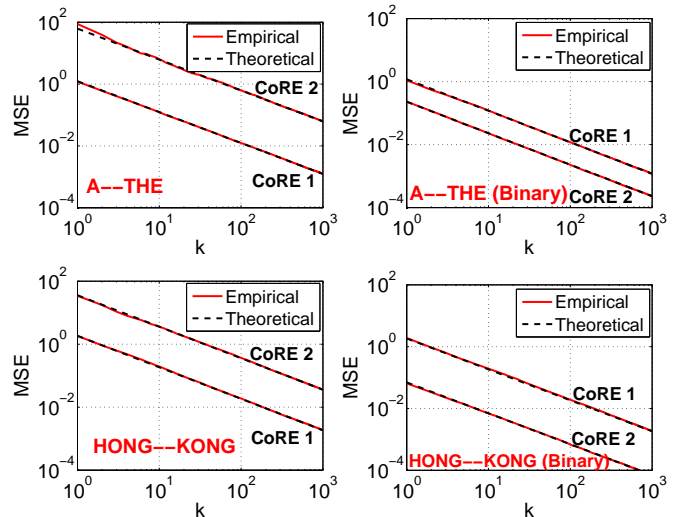 10^2
10^0
10^-2
10^-4
MSE
Empirical
Theoretical
CoRE 2
CoRE 1
A--THE
10^0
10^1
10^2
10^3
k
10^2
10^0
10^-2
10^-4
MSE
Empirical
Theoretical
CoRE 1
CoRE 2
A--THE (Binary)
10^0
10^1
10^2
10^3
k
10^2
10^0
10^-2
10^-4
MSE
Empirical
Theoretical
CoRE 2
CoRE 1
HONG--KONG
10^0
10^1
10^2
10^3
k
10^2
10^0
10^-2
10^-4
MSE
Empirical
Theoretical
CoRE 1
CoRE 2
HONG--KONG (Binary)
10^0
10^1
10^2
10^3
k